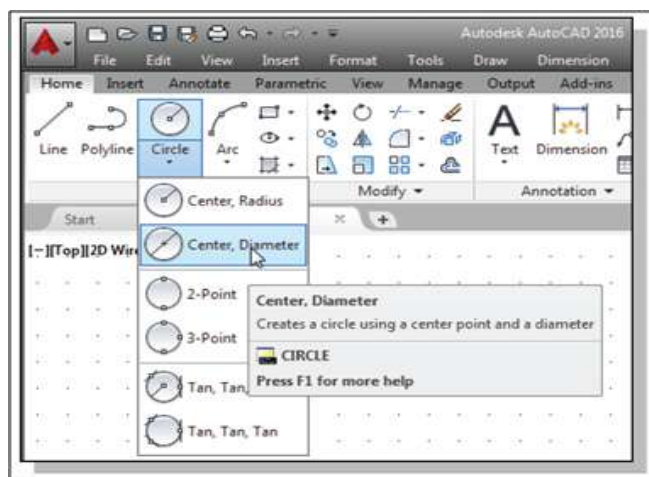 Autodesk AutoCAD 2016
File Edit View Insert Format Tools Draw Dimension
Home Insert Annotate Parametric View Manage Output Add-ins
Line Polyline Circle Arc Text Dimension
Modify Annotation
Start
[−][Top][2D Wire
Center, Radius
Center, Diameter
2-Point
3-Point
Tan, Tan,
Tan, Tan, Tan
Center, Diameter
Creates a circle using a center point and a diameter
CIRCLE
Press F1 for more help